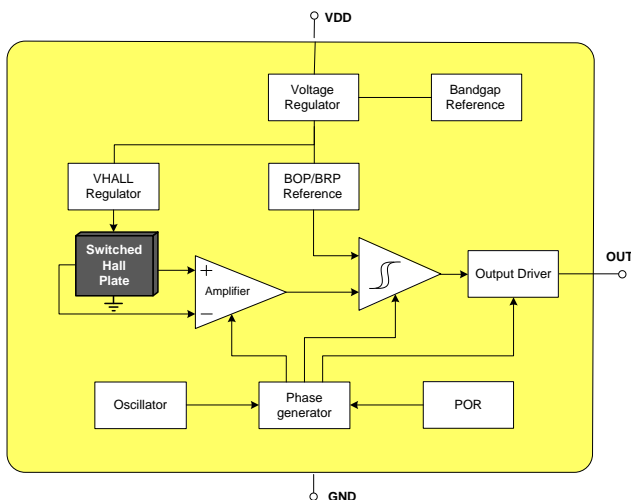 VDD
Voltage
Regulator
Bandgap
Reference
VHALL
Regulator
BOP/BRP
Reference
Switched
Hall
Plate
+
−
Amplifier
Output Driver
OUT
Oscillator
Phase
generator
POR
GND